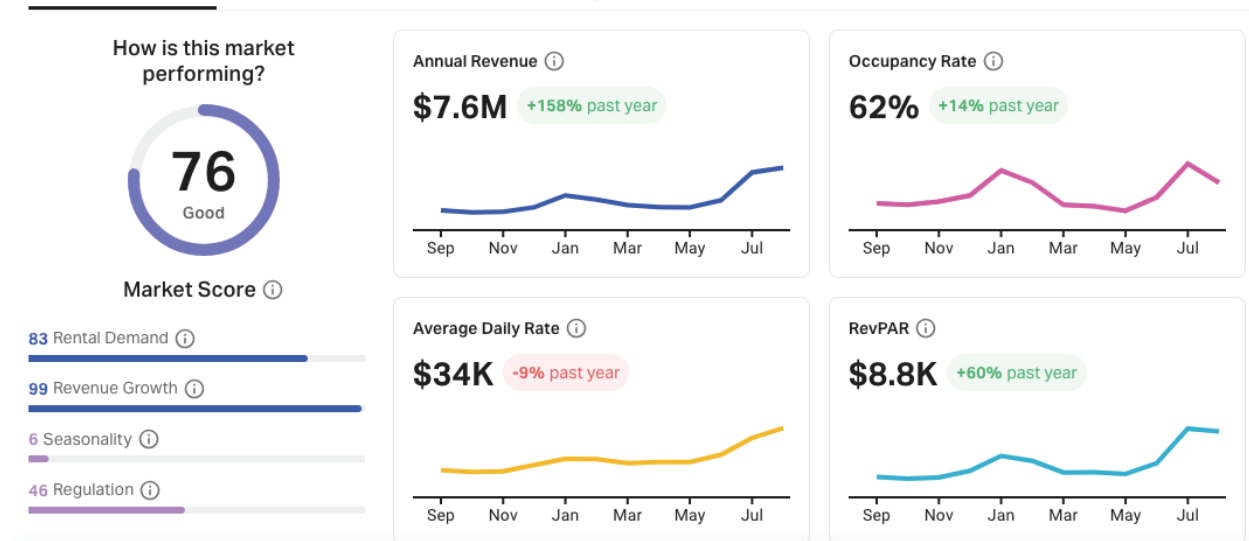 How is this market
performing?
76
Good
Market Score
83 Rental Demand
99 Revenue Growth
6 Seasonality
46 Regulation
Annual Revenue
$7.6M +158% past year
Sep Nov Jan Mar May Jul
Occupancy Rate
62% +14% past year
Sep Nov Jan Mar May Jul
Average Daily Rate
$34K -9% past year
Sep Nov Jan Mar May Jul
RevPAR
$8.8K +60% past year
Sep Nov Jan Mar May Jul